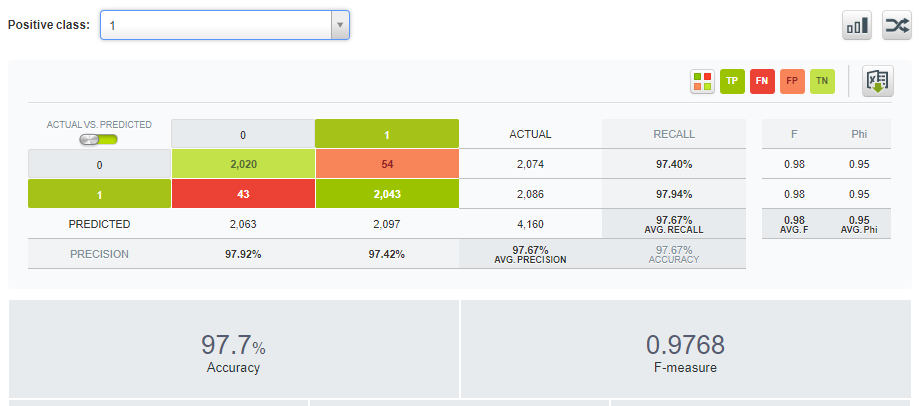 Positive class: 1
TP FN FP TN
ACTUAL VS. PREDICTED 0 1 ACTUAL RECALL F Phi
0 2,020 54 2,074 97.40% 0.98 0.95
1 43 2,043 2,086 97.94% 0.98 0.95
PREDICTED 2,063 2,097 4,160 97.67% 0.98 0.95
AVG. RECALL AVG. F AVG. Phi
PRECISION 97.92% 97.42% 97.67% 97.67%
AVG. PRECISION ACCURACY
97.7% 0.9768
Accuracy F-measure